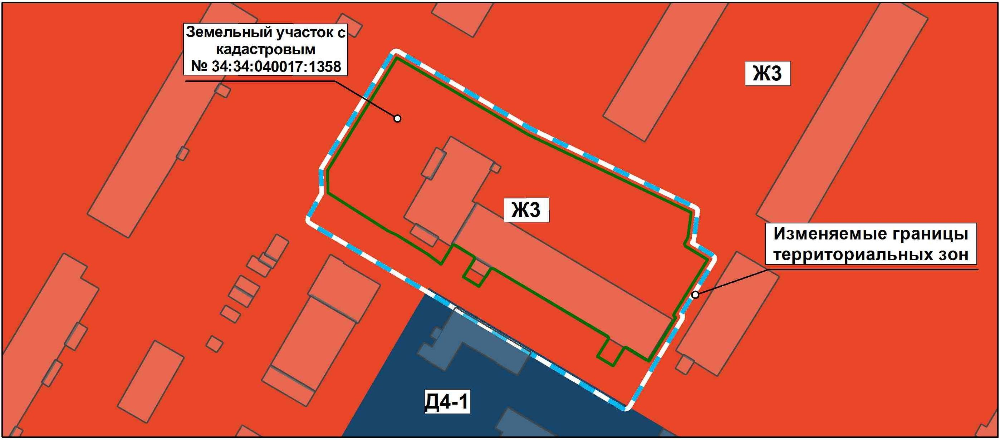 Земельный участок с
кадастровым
№ 34:34:040017:1358
Ж3
Ж3
Изменяемые границы
территориальных зон
Д4-1